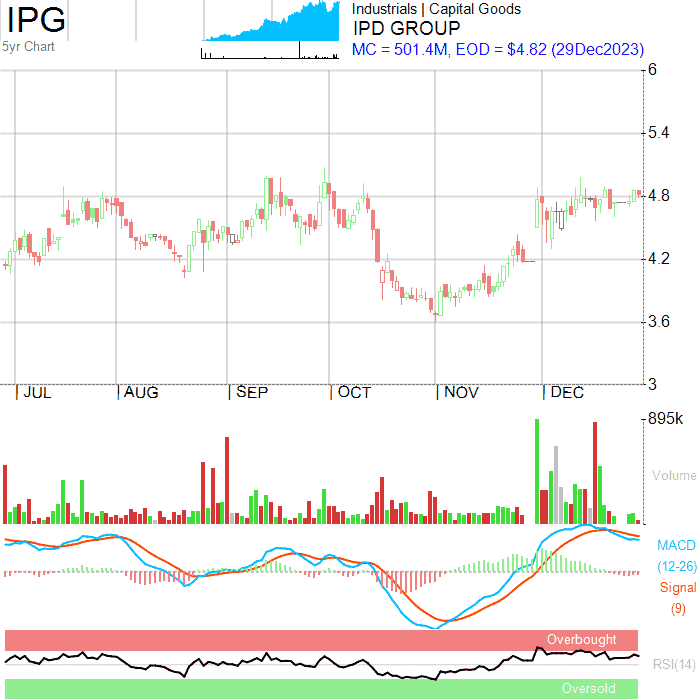 IPG
5yr Chart
Industrials | Capital Goods
IPD GROUP
MC = 501.4M, EOD = $4.82 (29Dec2023)
6
5.4
4.8
4.2
3.6
3
| JUL | AUG | SEP | OCT | NOV | DEC
895k
Volume
MACD
(12-26)
Signal
(9)
Overbought
RSI(14)
Oversold